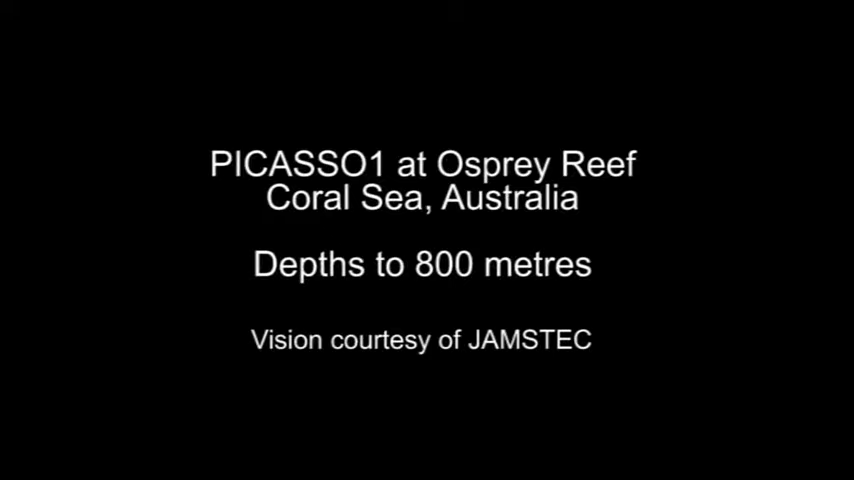 PICASSO1 at Osprey Reef
Coral Sea, Australia
Depths to 800 metres
Vision courtesy of JAMSTEC